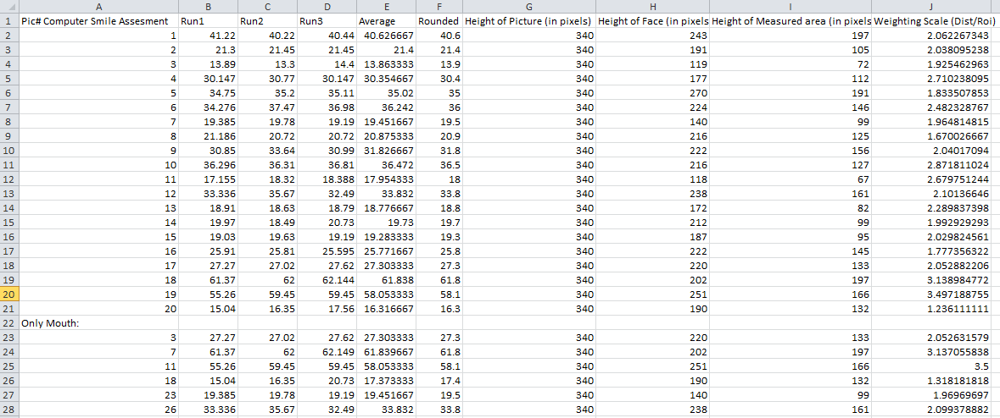 A B C D E F G H I J
1 Pic# Computer Smile Assesment Run1 Run2 Run3 Average Rounded Height of Picture (in pixels) Height of Face (in pixels Height of Measured area (in pixels Weighting Scale (Dist/Roi)
2 1 41.22 40.22 40.44 40.626667 40.6 340 243 197 2.062267343
3 2 21.3 21.45 21.45 21.4 21.4 340 191 105 2.038095238
4 3 13.89 13.3 14.4 13.863333 13.9 340 119 72 1.925462963
5 4 30.147 30.77 30.147 30.354667 30.4 340 177 112 2.710238095
6 5 34.75 35.2 35.11 35.02 35 340 270 191 1.833507853
7 6 34.276 37.47 36.98 36.242 36 340 224 146 2.482328767
8 7 19.385 19.78 19.19 19.451667 19.5 340 140 99 1.964814815
9 8 21.186 20.72 20.72 20.875333 20.9 340 216 125 1.670026667
10 9 30.85 33.64 30.99 31.826667 31.8 340 222 156 2.04017094
11 10 36.296 36.31 36.81 36.472 36.5 340 216 127 2.871811024
12 11 17.155 18.32 18.388 17.954333 18 340 118 67 2.679751244
13 12 33.336 35.67 32.49 33.832 33.8 340 238 161 2.10136646
14 13 18.91 18.63 18.79 18.776667 18.8 340 172 82 2.289837398
15 14 19.97 18.49 20.73 19.73 19.7 340 212 99 1.992929293
16 15 19.03 19.63 19.19 19.283333 19.3 340 187 95 2.029824561
17 16 25.91 25.81 25.595 25.771667 25.8 340 222 145 1.777356322
18 17 27.27 27.02 27.62 27.303333 27.3 340 220 133 2.052882206
19 18 61.37 62 62.144 61.838 61.8 340 202 197 3.138984772
20 19 55.26 59.45 59.45 58.053333 58.1 340 251 166 3.497188755
21 20 15.04 16.35 17.56 16.316667 16.3 340 190 132 1.236111111
22 Only Mouth:
23 3 27.27 27.02 27.62 27.303333 27.3 340 220 133 2.052631579
24 7 61.37 62 62.149 61.839667 61.8 340 202 197 3.137055838
25 11 55.26 59.45 59.45 58.053333 58.1 340 251 166 3.5
26 18 15.04 16.35 20.73 17.373333 17.4 340 190 132 1.318181818
27 23 19.385 19.78 19.19 19.451667 19.5 340 140 99 1.96969697
28 26 33.336 35.67 32.49 33.832 33.8 340 238 161 2.099378882